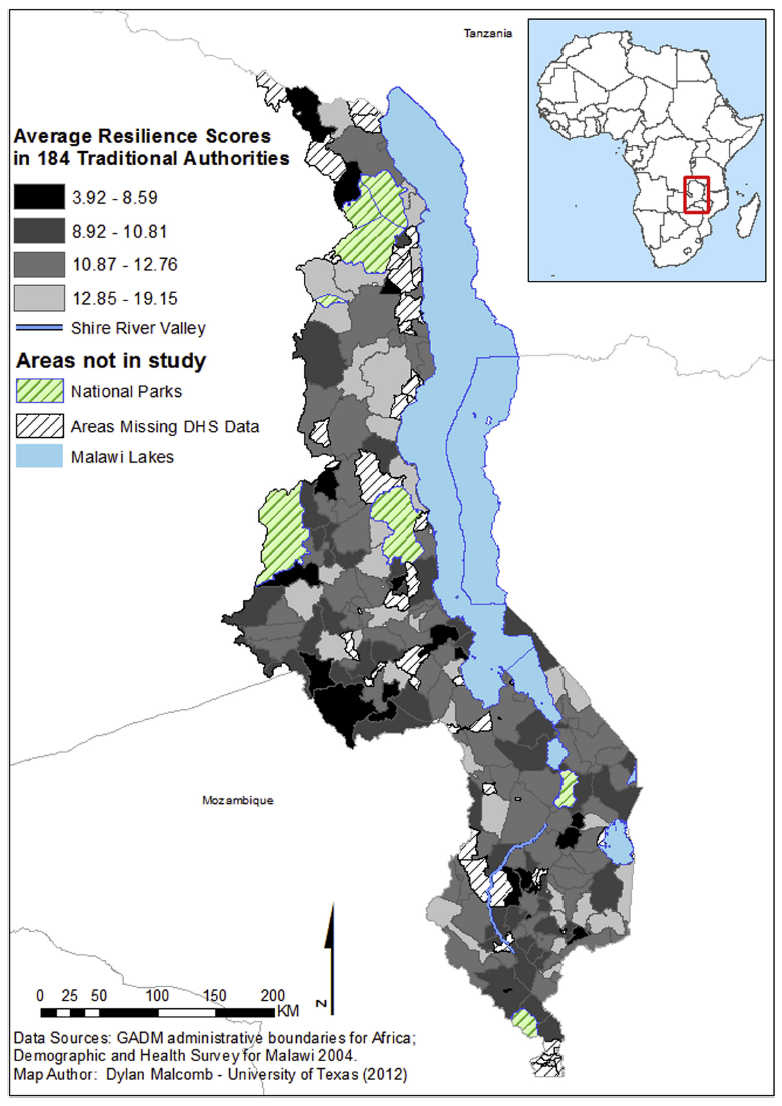 Tanzania
Average Resilience Scores
in 184 Traditional Authorities
3.92 - 8.59
8.92 - 10.81
10.87 - 12.76
12.85 - 19.15
Shire River Valley
Areas not in study
National Parks
Areas Missing DHS Data
Malawi Lakes
Mozambique
N
0 25 50 100 150 200
KM
Data Sources: GADM administrative boundaries for Africa;
Demographic and Health Survey for Malawi 2004.
Map Author: Dylan Malcomb - University of Texas (2012)